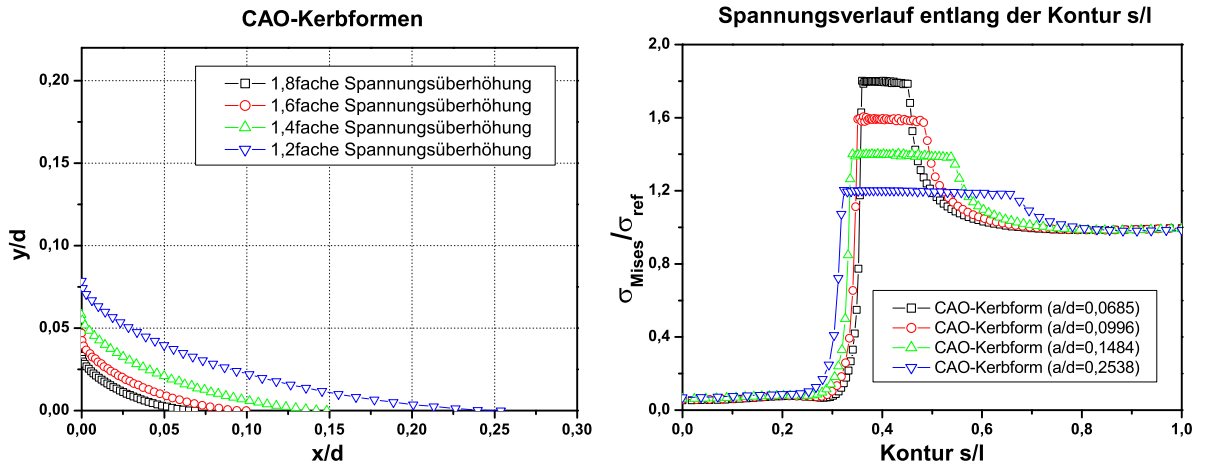 CAO-Kerbformen
0,20
0,15
0,10
0,05
0,00
y/d
1,8fache Spannungsüberhöhung
1,6fache Spannungsüberhöhung
1,4fache Spannungsüberhöhung
1,2fache Spannungsüberhöhung
0,00 0,05 0,10 0,15 0,20 0,25 0,30
x/d
Spannungsverlauf entlang der Kontur s/l
2,0
1,6
1,2
0,8
0,4
0,0
σMises/σref
CAO-Kerbform (a/d=0,0685)
CAO-Kerbform (a/d=0,0996)
CAO-Kerbform (a/d=0,1484)
CAO-Kerbform (a/d=0,2538)
0,0 0,2 0,4 0,6 0,8 1,0
Kontur s/l